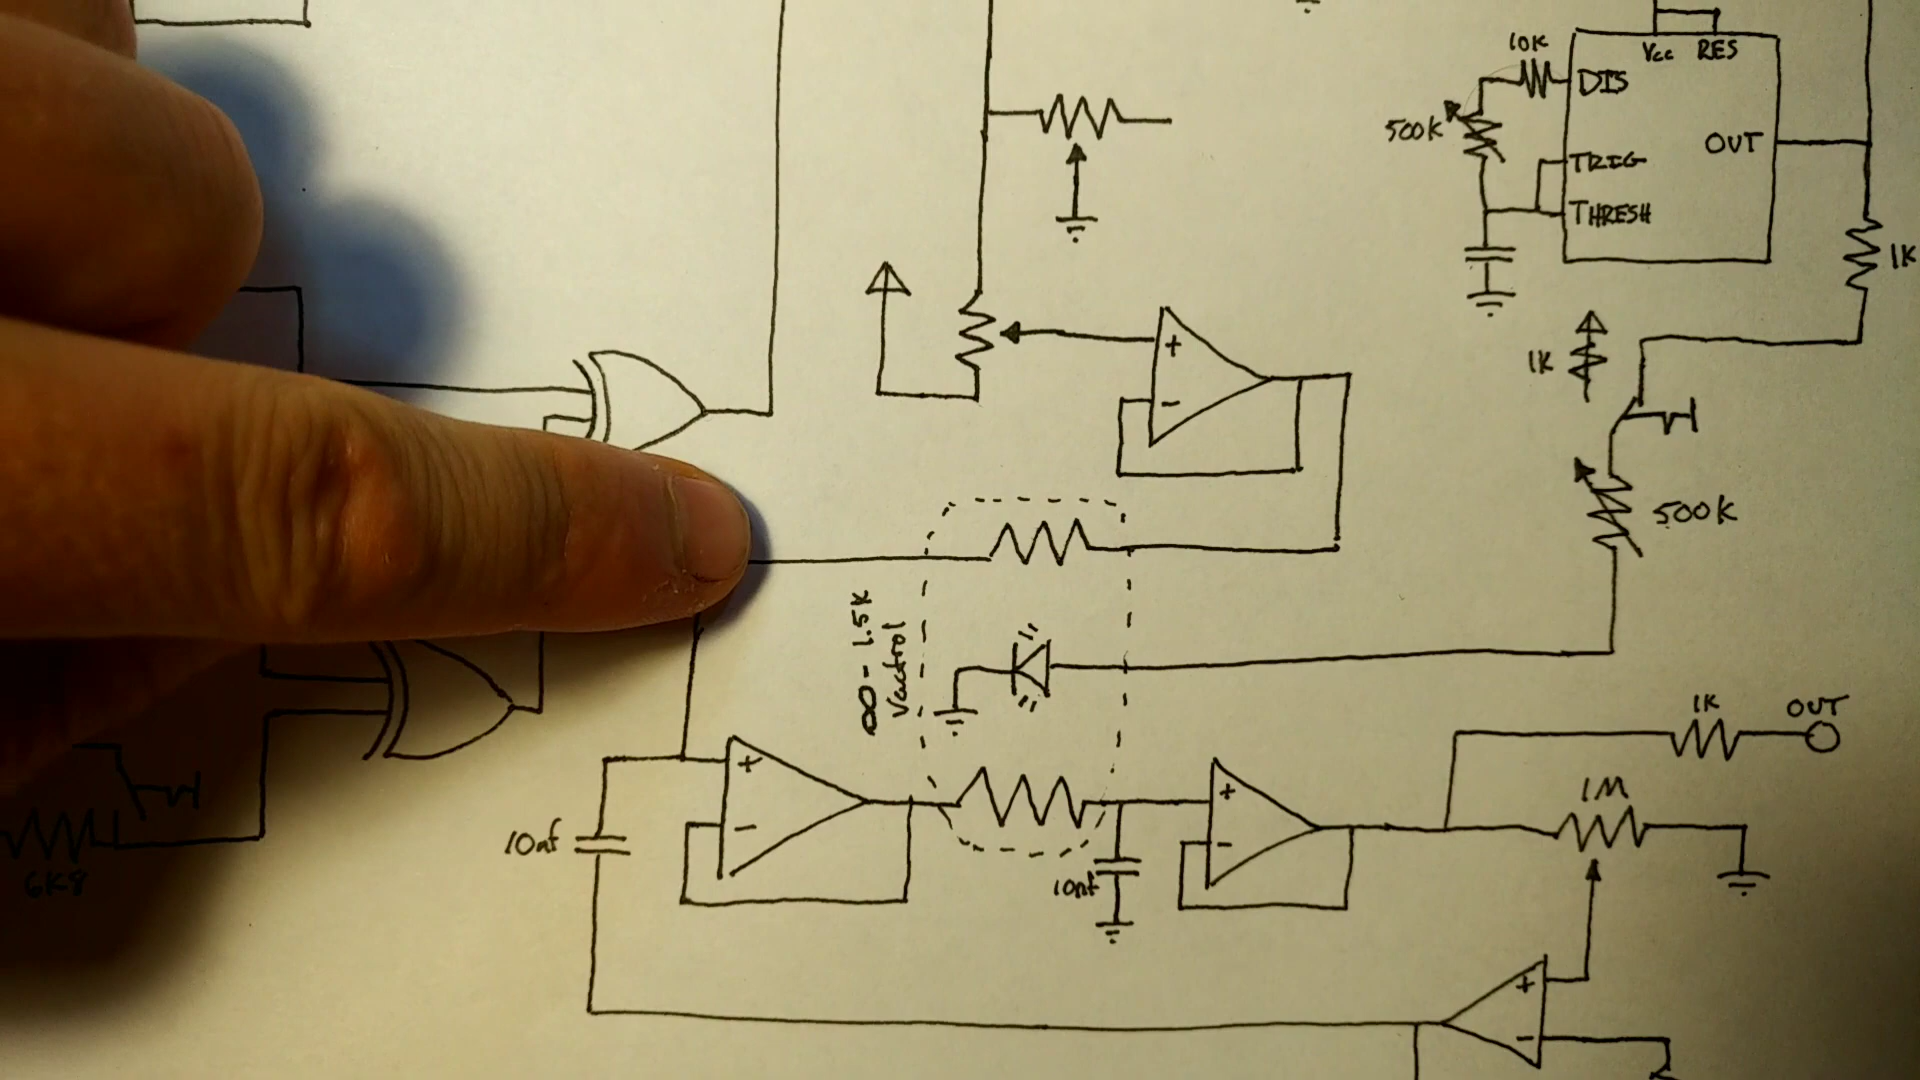 10K
Vcc RES
DIS
500K
TRIG
OUT
THRESH
1K
+
-
1K
500K
∞-1.5K
Vactrol
1K OUT
+
+
1M
-
-
10nf
10nf
6K8
+
-